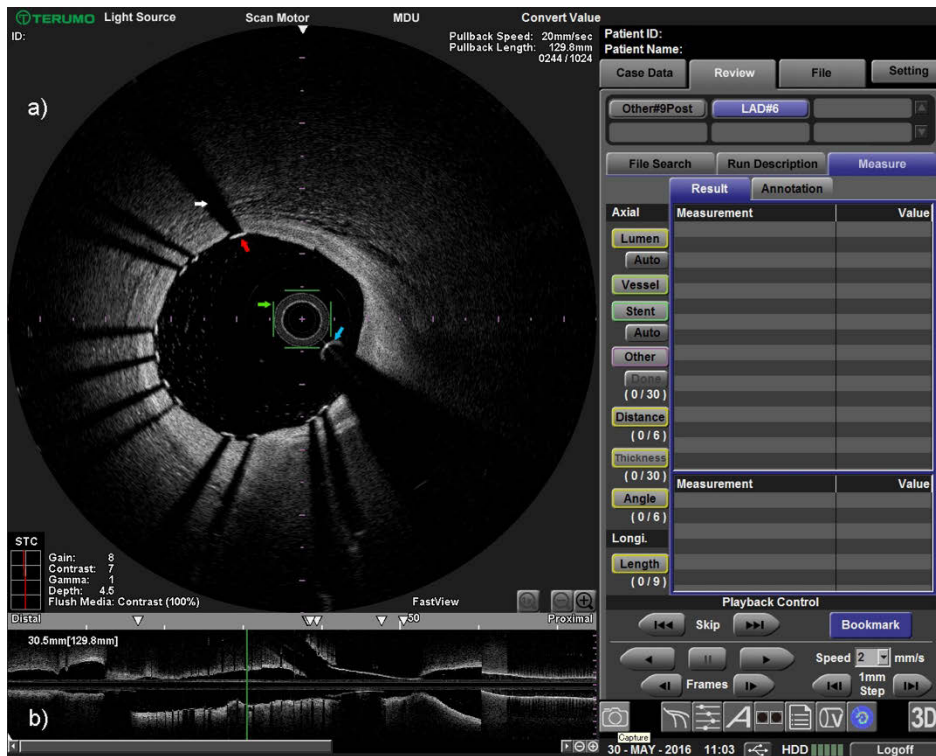 TERUMO Light Source Scan Motor MDU Convert Value
ID:
Pullback Speed: 20mm/sec
Pullback Length: 129.8mm
0244/1024
a)
STC
Gain: 8
Contrast: 7
Gamma: 1
Depth: 4.5
Flush Media: Contrast (100%)
FastView
Distal
50
Proximal
30.5mm[129.8mm]
b)
Patient ID:
Patient Name:
Case Data Review File Setting
Other#9Post LAD#6
File Search Run Description Measure
Result Annotation
Axial
Measurement Value
Lumen
Auto
Vessel
Stent
Auto
Other
Done
(0/30)
Distance
(0/6)
Thickness
(0/30)
Measurement Value
Angle
(0/6)
Longi.
Length
(0/9)
Playback Control
Skip
Bookmark
Speed 2 mm/s
Frames
1mm
Step
3D
Capture
30-MAY-2016 11:03 HDD Logoff